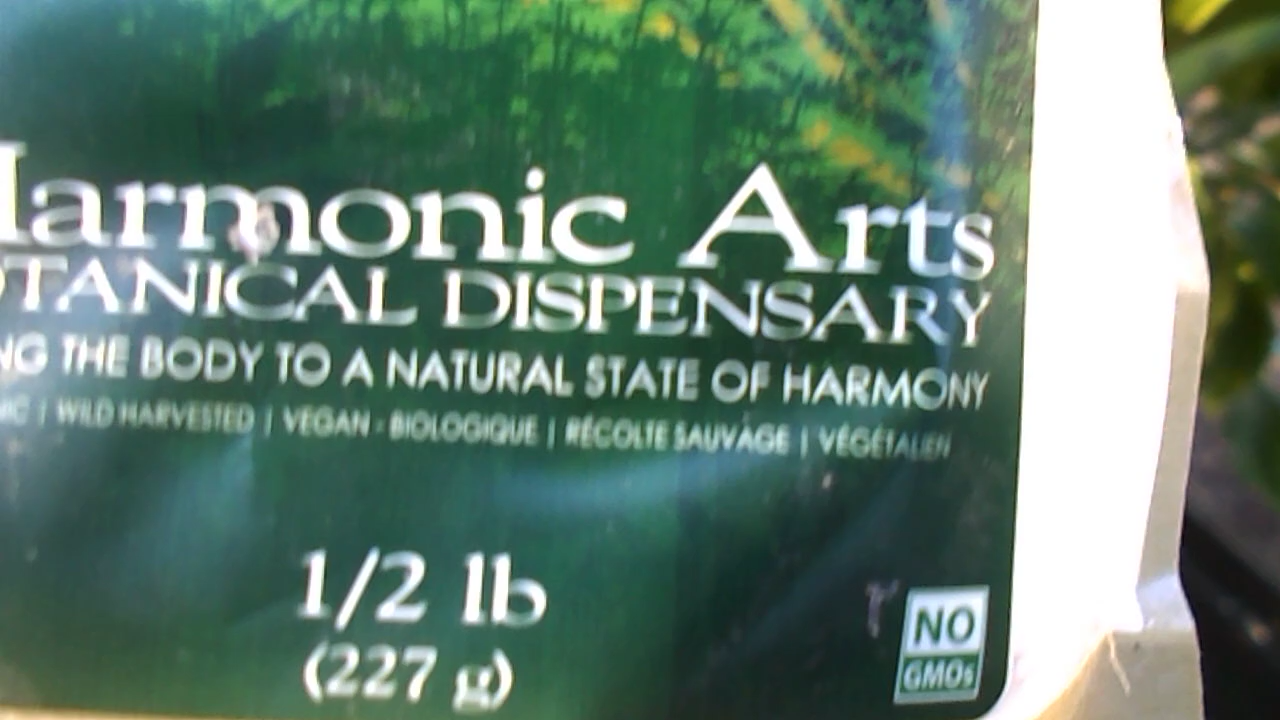 Harmonic Arts
OTANICAL DISPENSARY
NG THE BODY TO A NATURAL STATE OF HARMONY
IC | WILD HARVESTED | VEGAN - BIOLOGIQUE | RÉCOLTE SAUVAGE | VÉGÉTALIEN
1/2 lb
(227 g)
NO
GMOs